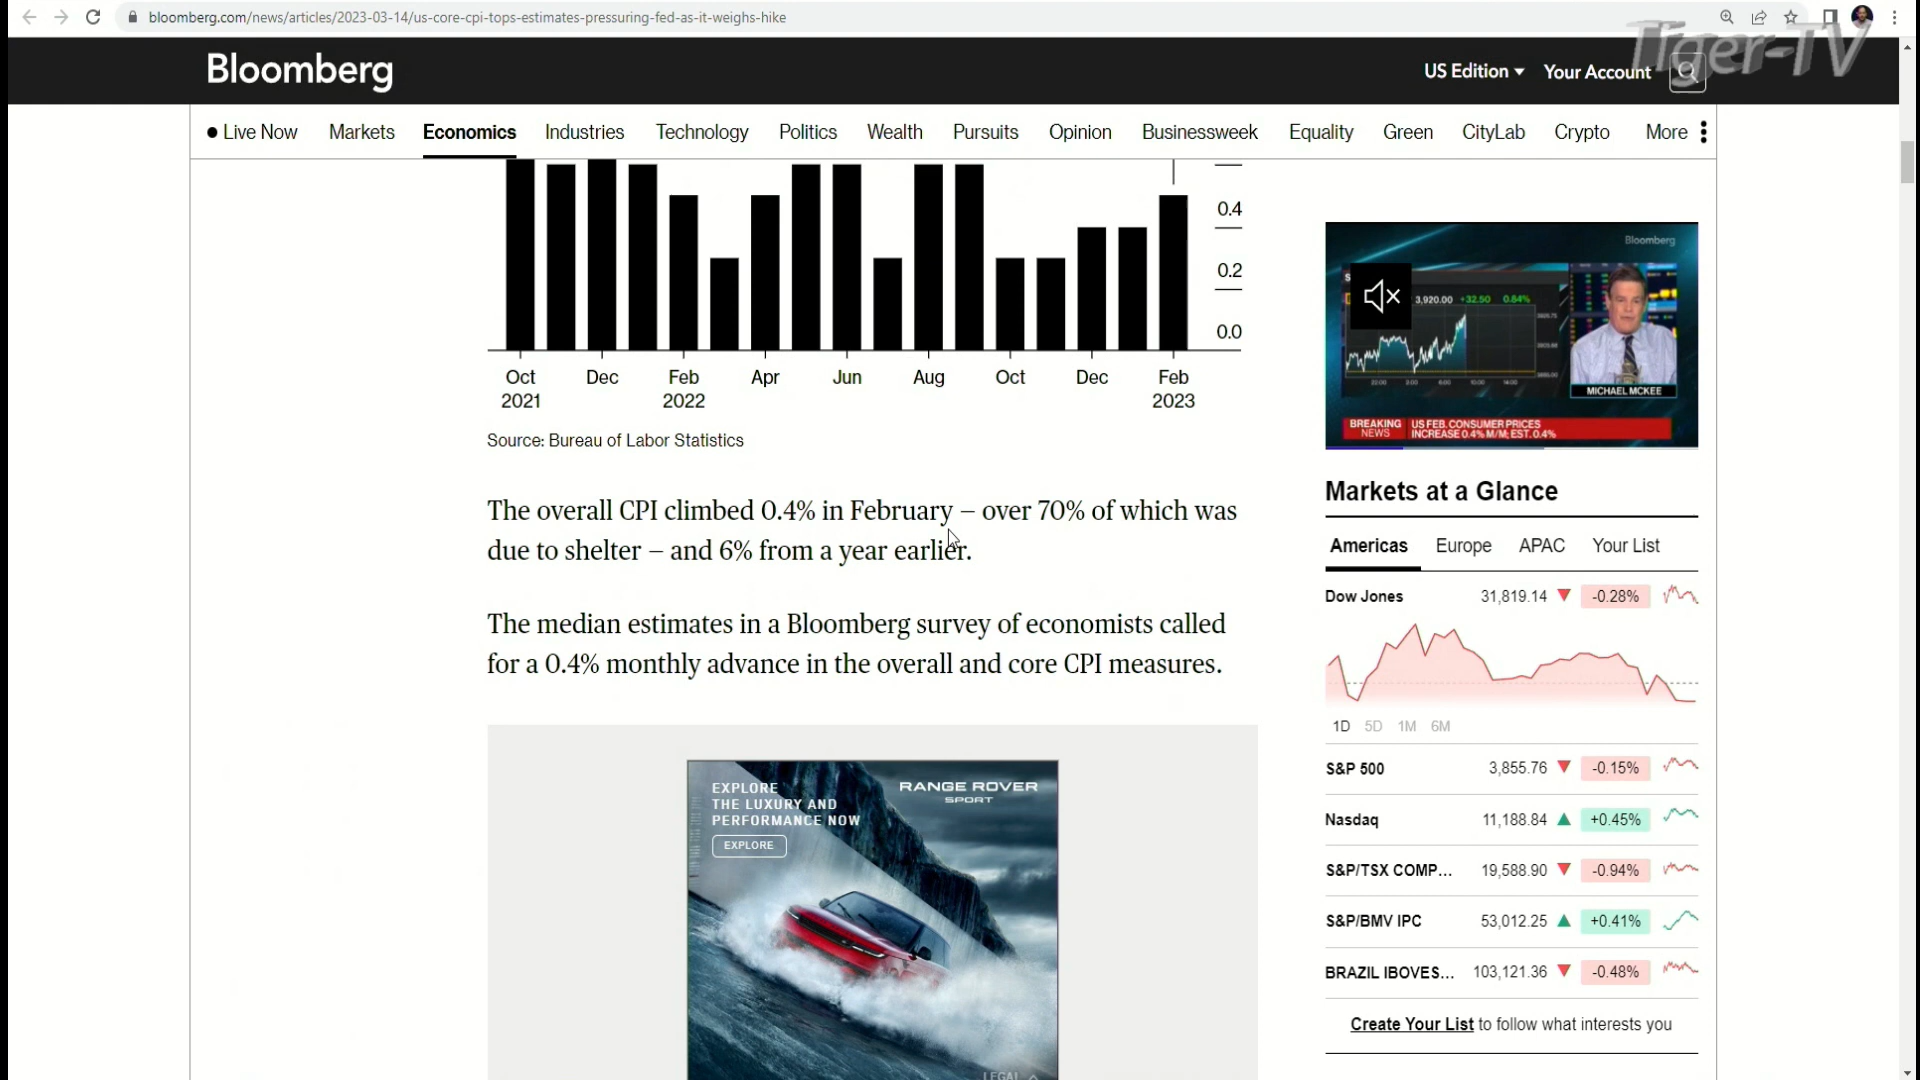 bloomberg.com/news/articles/2023-03-14/us-core-cpi-tops-estimates-pressuring-fed-as-it-weighs-hike
Tiger-TV
Bloomberg
US Edition
Your Account
Live Now
Markets
Economics
Industries
Technology
Politics
Wealth
Pursuits
Opinion
Businessweek
Equality
Green
CityLab
Crypto
More
0.4
0.2
0.0
Oct Dec Feb Apr Jun Aug Oct Dec Feb
2021 2022 2023
Source: Bureau of Labor Statistics
The overall CPI climbed 0.4% in February – over 70% of which was
due to shelter – and 6% from a year earlier.
The median estimates in a Bloomberg survey of economists called
for a 0.4% monthly advance in the overall and core CPI measures.
EXPLORE
THE LUXURY AND
PERFORMANCE NOW
EXPLORE
RANGE ROVER
SPORT
LEGAL
Bloomberg
3,920.00 +32.50 0.84%
MICHAEL MCKEE
BREAKING
NEWS
US FEB. CONSUMER PRICES
INCREASE 0.4% M/M; EST. 0.4%
Markets at a Glance
Americas Europe APAC Your List
Dow Jones 31,819.14 -0.28%
1D 5D 1M 6M
S&P 500 3,855.76 -0.15%
Nasdaq 11,188.84 +0.45%
S&P/TSX COMP... 19,588.90 -0.94%
S&P/BMV IPC 53,012.25 +0.41%
BRAZIL IBOVES... 103,121.36 -0.48%
Create Your List to follow what interests you